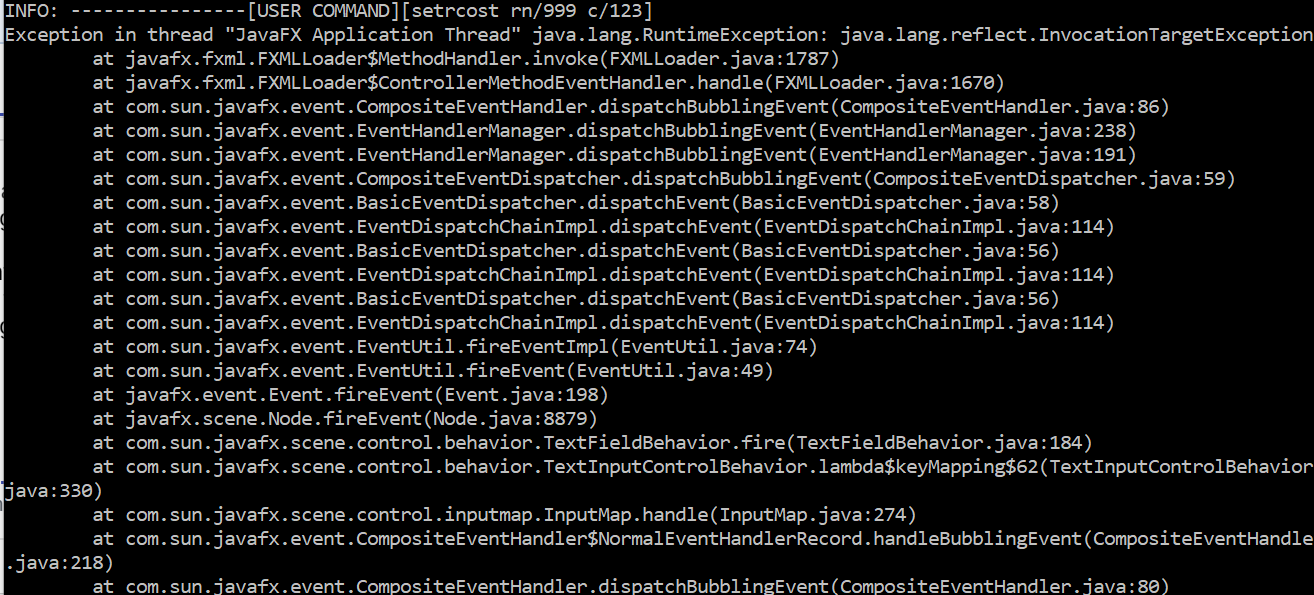 INFO: ----------------[USER COMMAND][setrcost rn/999 c/123]
Exception in thread "JavaFX Application Thread" java.lang.RuntimeException: java.lang.reflect.InvocationTargetException
at javafx.fxml.FXMLLoader$MethodHandler.invoke(FXMLLoader.java:1787)
at javafx.fxml.FXMLLoader$ControllerMethodEventHandler.handle(FXMLLoader.java:1670)
at com.sun.javafx.event.CompositeEventHandler.dispatchBubblingEvent(CompositeEventHandler.java:86)
at com.sun.javafx.event.EventHandlerManager.dispatchBubblingEvent(EventHandlerManager.java:238)
at com.sun.javafx.event.EventHandlerManager.dispatchBubblingEvent(EventHandlerManager.java:191)
at com.sun.javafx.event.CompositeEventDispatcher.dispatchBubblingEvent(CompositeEventDispatcher.java:59)
at com.sun.javafx.event.BasicEventDispatcher.dispatchEvent(BasicEventDispatcher.java:58)
at com.sun.javafx.event.EventDispatchChainImpl.dispatchEvent(EventDispatchChainImpl.java:114)
at com.sun.javafx.event.BasicEventDispatcher.dispatchEvent(BasicEventDispatcher.java:56)
at com.sun.javafx.event.EventDispatchChainImpl.dispatchEvent(EventDispatchChainImpl.java:114)
at com.sun.javafx.event.BasicEventDispatcher.dispatchEvent(BasicEventDispatcher.java:56)
at com.sun.javafx.event.EventDispatchChainImpl.dispatchEvent(EventDispatchChainImpl.java:114)
at com.sun.javafx.event.EventUtil.fireEventImpl(EventUtil.java:74)
at com.sun.javafx.event.EventUtil.fireEvent(EventUtil.java:49)
at javafx.event.Event.fireEvent(Event.java:198)
at javafx.scene.Node.fireEvent(Node.java:8879)
at com.sun.javafx.scene.control.behavior.TextFieldBehavior.fire(TextFieldBehavior.java:184)
at com.sun.javafx.scene.control.behavior.TextInputControlBehavior.lambda$keyMapping$62(TextInputControlBehavior
java:330)
at com.sun.javafx.scene.control.inputmap.InputMap.handle(InputMap.java:274)
at com.sun.javafx.event.CompositeEventHandler$NormalEventHandlerRecord.handleBubblingEvent(CompositeEventHandle
.java:218)
at com.sun.javafx.event.CompositeEventHandler.dispatchBubblingEvent(CompositeEventHandler.java:80)